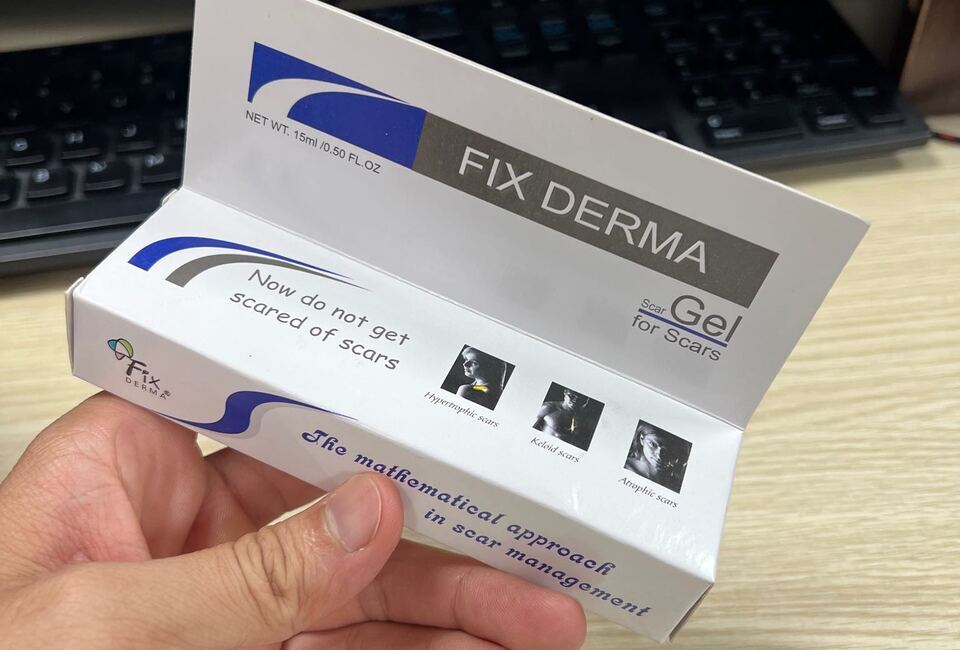 NET WT. 15ml /0.50 FL.OZ
FIX DERMA
Scar Gel
for Scars
Now do not get
scared of scars
Hypertrophic scars
Keloid scars
Atrophic scars
Fix
DERMA®
The mathematical approach
in scar management